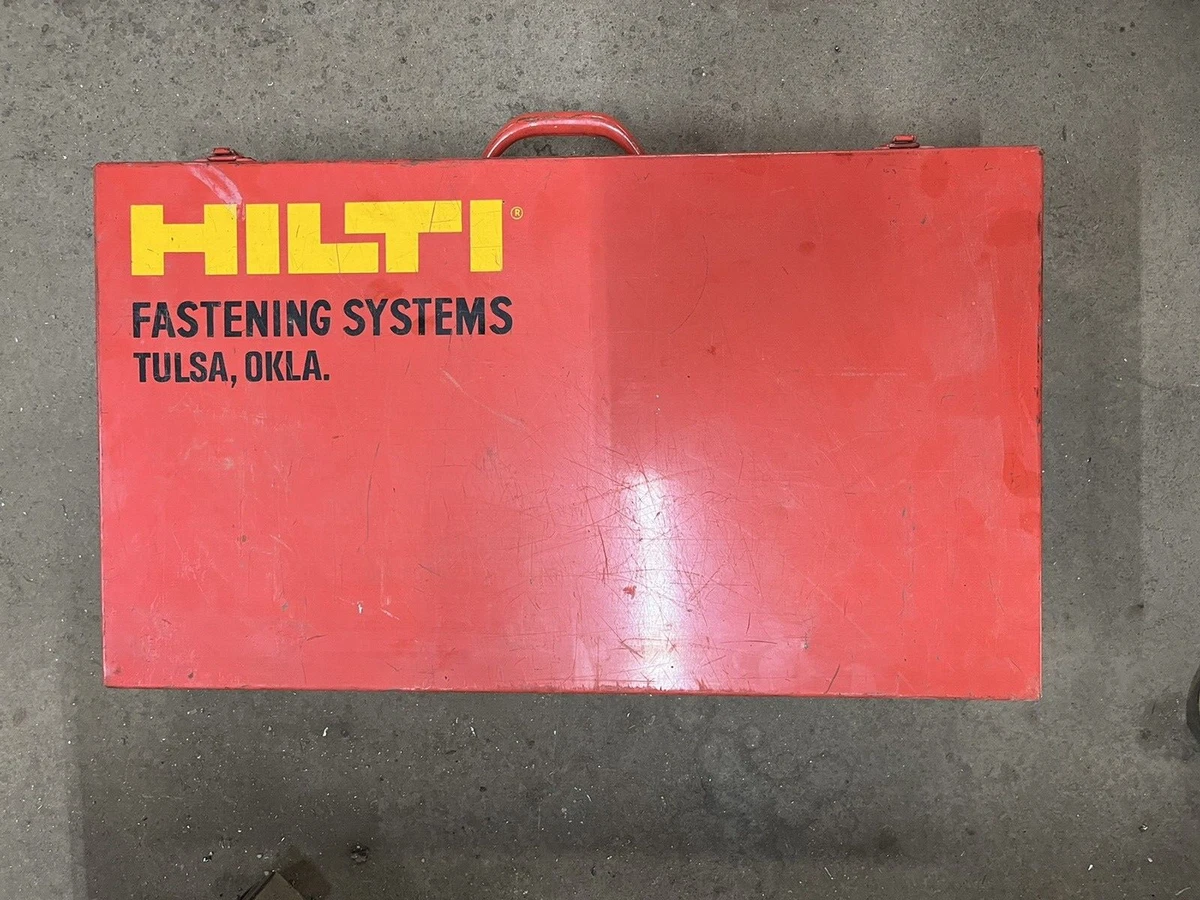 HILTI®
FASTENING SYSTEMS
TULSA, OKLA.